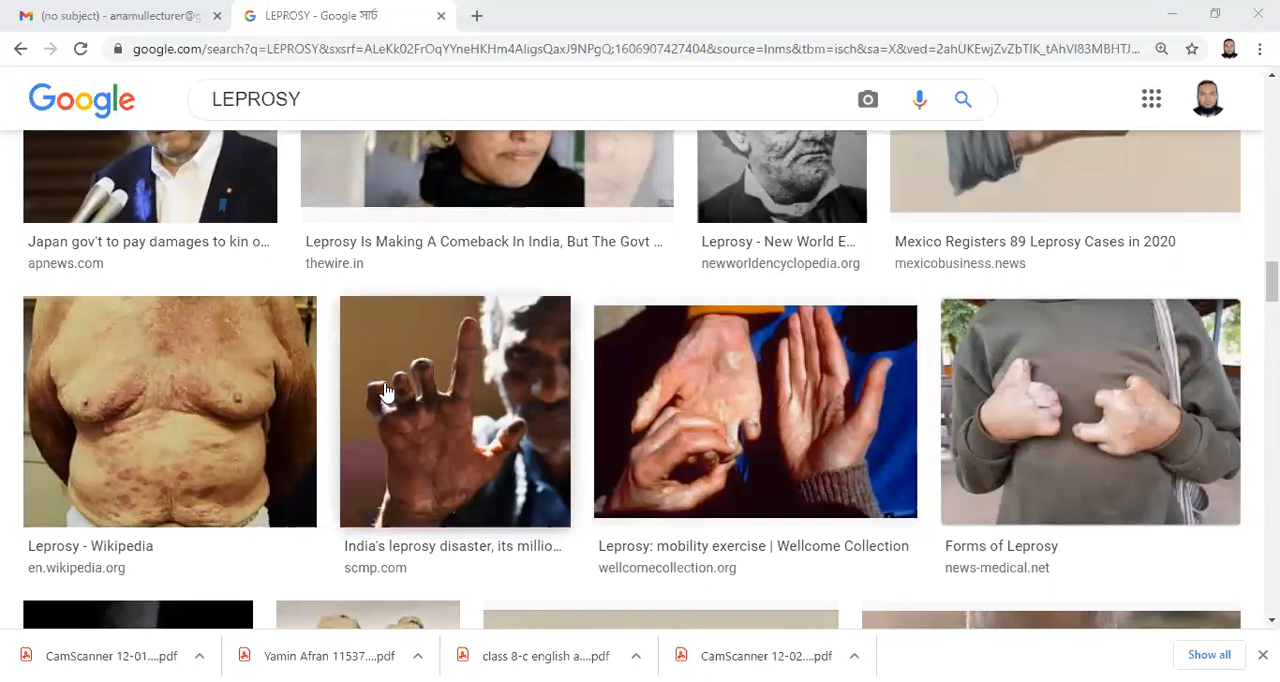 (no subject) - anamullecturer@g
LEPROSY - Google সার্চ
google.com/search?q=LEPROSY&sxsrf=ALeKk02FrOqYYneHKHm4AligsQaxJ9NPgQ:1606907427404&source=lnms&tbm=isch&sa=X&ved=2ahUKEwjZvZbTlK_tAhVl83MBHTJ...
Google
LEPROSY
Japan gov't to pay damages to kin o...
apnews.com
Leprosy Is Making A Comeback In India, But The Govt ...
thewire.in
Leprosy - New World E...
newworldencyclopedia.org
Mexico Registers 89 Leprosy Cases in 2020
mexicobusiness.news
Leprosy - Wikipedia
en.wikipedia.org
India's leprosy disaster, its millio...
scmp.com
Leprosy: mobility exercise | Wellcome Collection
wellcomecollection.org
Forms of Leprosy
news-medical.net
CamScanner 12-01....pdf
Yamin Afran 11537....pdf
class 8-c english a....pdf
CamScanner 12-02....pdf
Show all